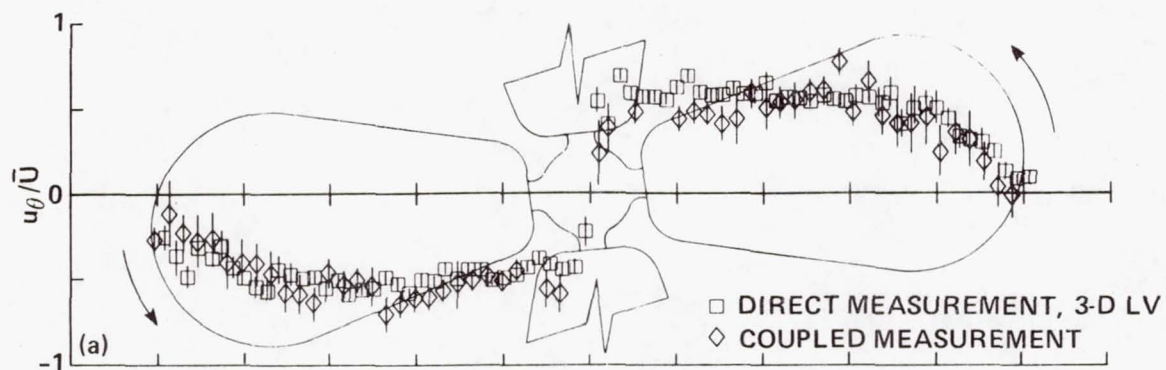 1
u_θ/Ū
0
(a)
-1
□ DIRECT MEASUREMENT, 3-D LV
◇ COUPLED MEASUREMENT